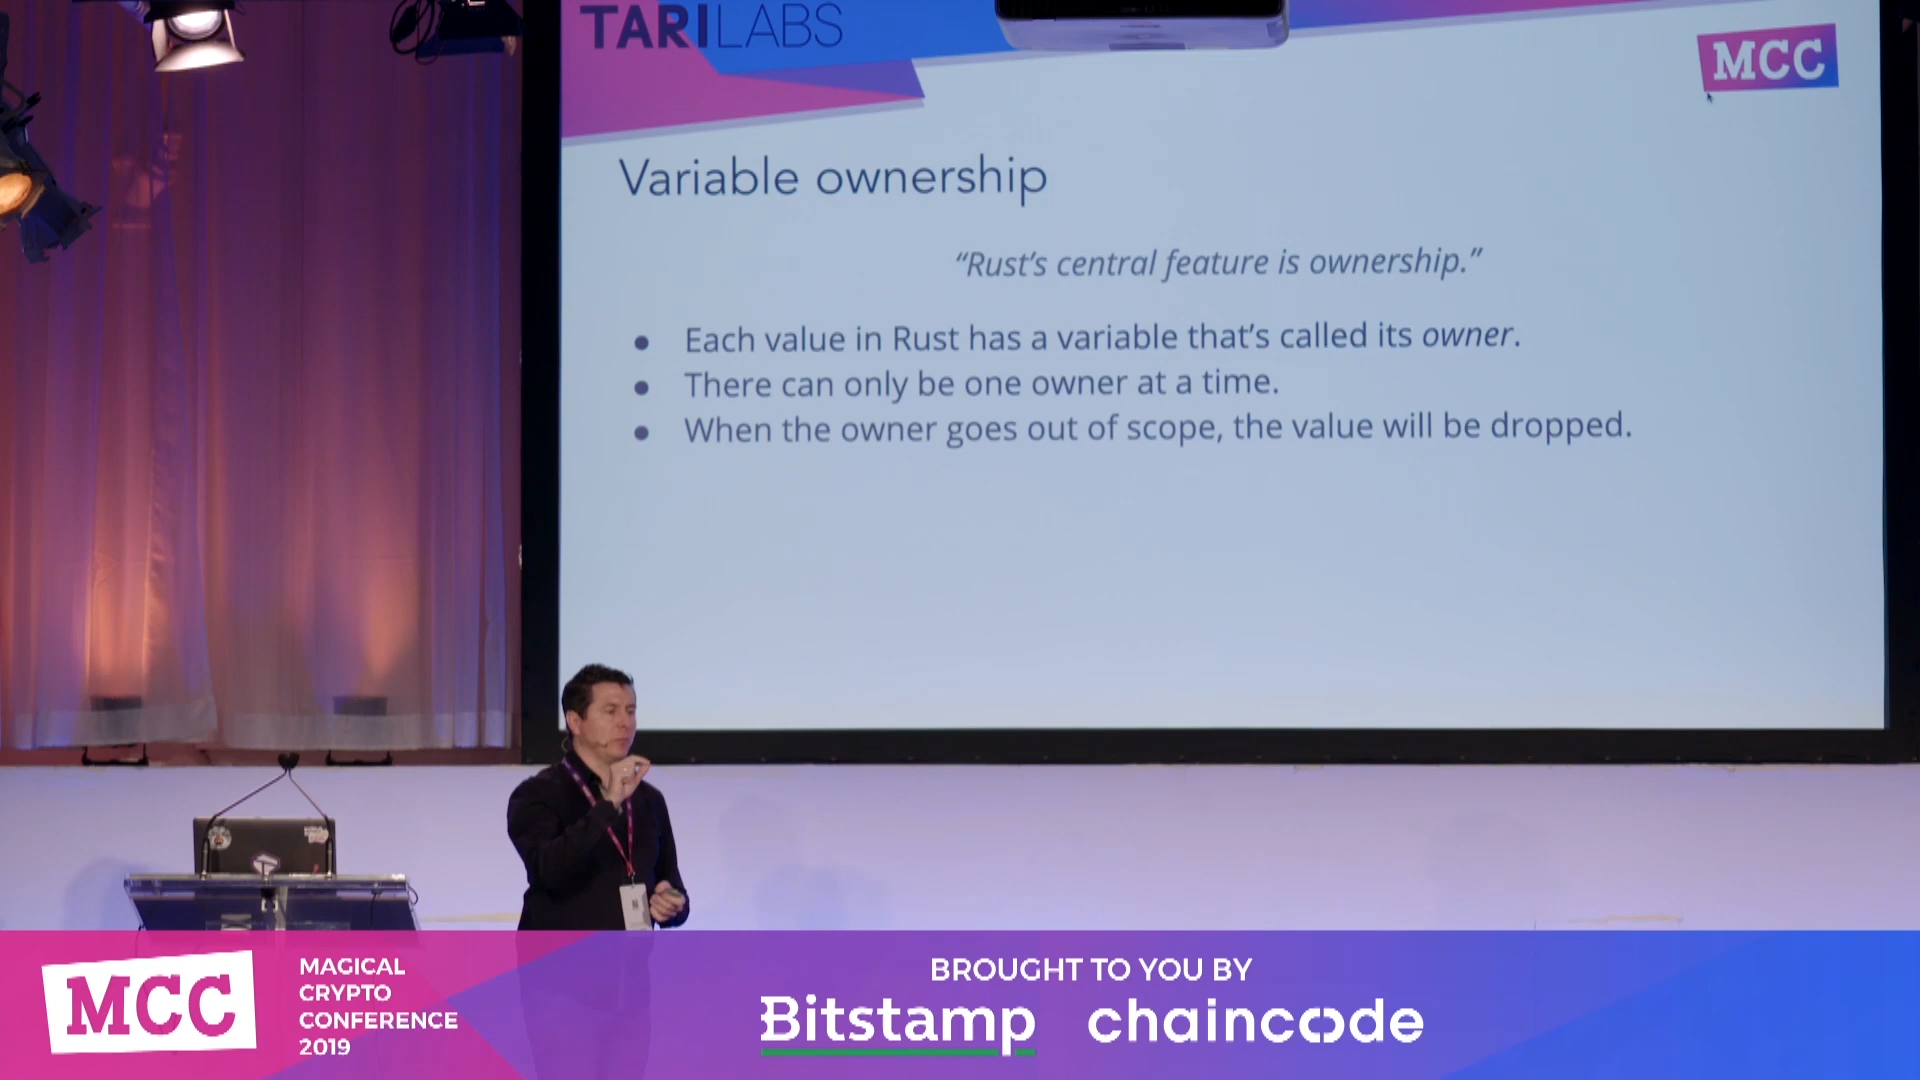 TARILABS
MCC
Variable ownership
“Rust’s central feature is ownership.”
● Each value in Rust has a variable that’s called its owner.
● There can only be one owner at a time.
● When the owner goes out of scope, the value will be dropped.
MCC
MAGICAL
CRYPTO
CONFERENCE
2019
BROUGHT TO YOU BY
Bitstamp chaincode